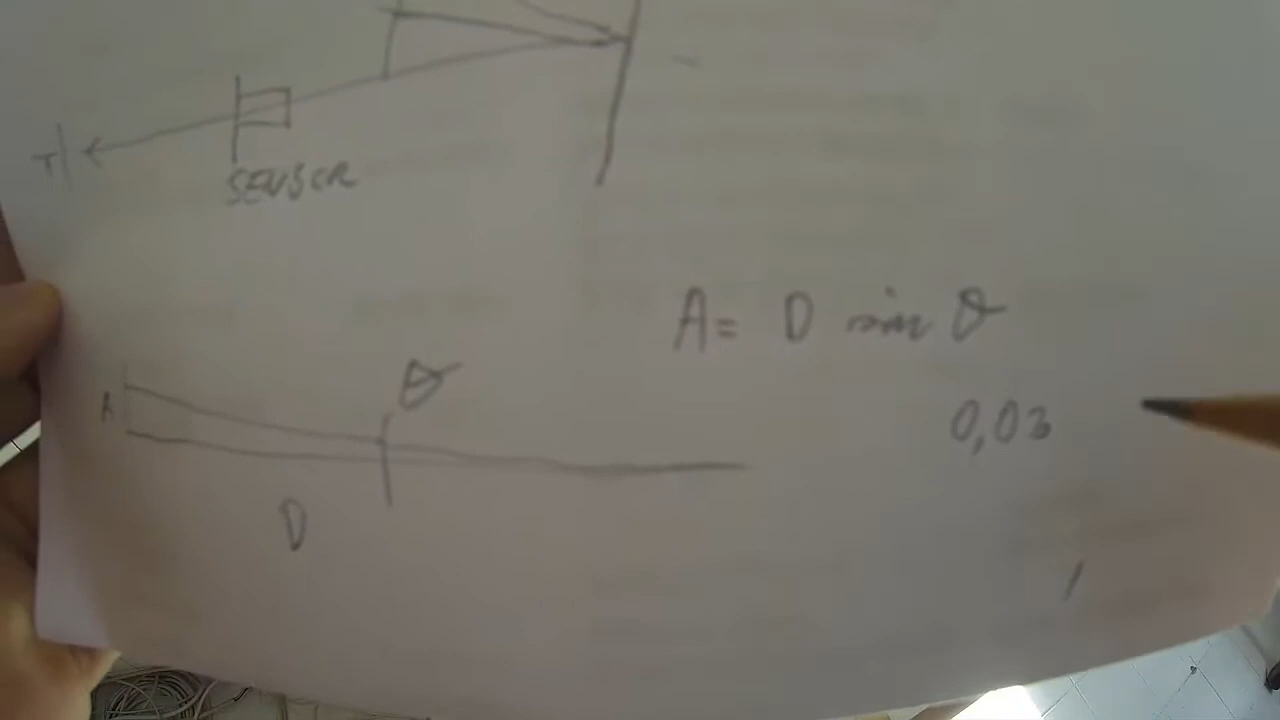 T
SENSOR
A = D sin θ
θ
A
0,03
D